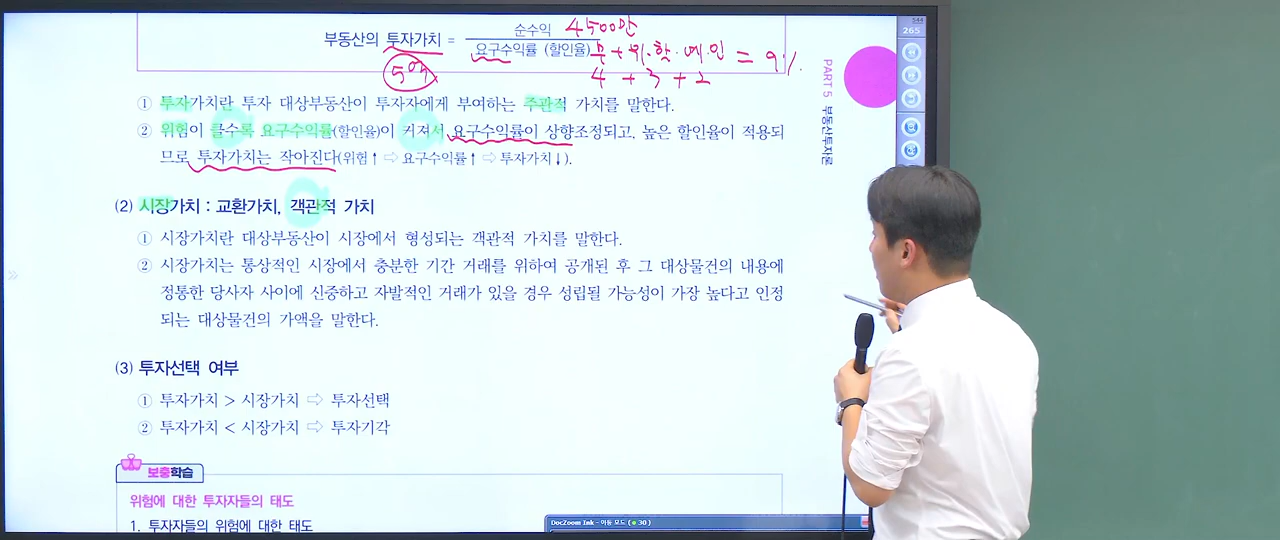 순수익 4500만
부동산의 투자가치 =
요구수익률 (할인율) 무 + 위·할 · 예·인 = 9%
5억
4 + 3 + 2
544
265
PART 5 부동산투자론
① 투자가치란 투자 대상부동산이 투자자에게 부여하는 주관적 가치를 말한다.
② 위험이 클수록 요구수익률(할인율)이 커져서 요구수익률이 상향조정되고, 높은 할인율이 적용되
므로 투자가치는 작아진다(위험↑ ⇨ 요구수익률↑ ⇨ 투자가치↓).
(2) 시장가치 : 교환가치, 객관적 가치
① 시장가치란 대상부동산이 시장에서 형성되는 객관적 가치를 말한다.
② 시장가치는 통상적인 시장에서 충분한 기간 거래를 위하여 공개된 후 그 대상물건의 내용에
정통한 당사자 사이에 신중하고 자발적인 거래가 있을 경우 성립될 가능성이 가장 높다고 인정
되는 대상물건의 가액을 말한다.
(3) 투자선택 여부
① 투자가치 > 시장가치 ⇨ 투자선택
② 투자가치 < 시장가치 ⇨ 투자기각
보충학습
위험에 대한 투자자들의 태도
1. 투자자들의 위험에 대한 태도
DocZoom Ink - 이동 모드 ( 30 )